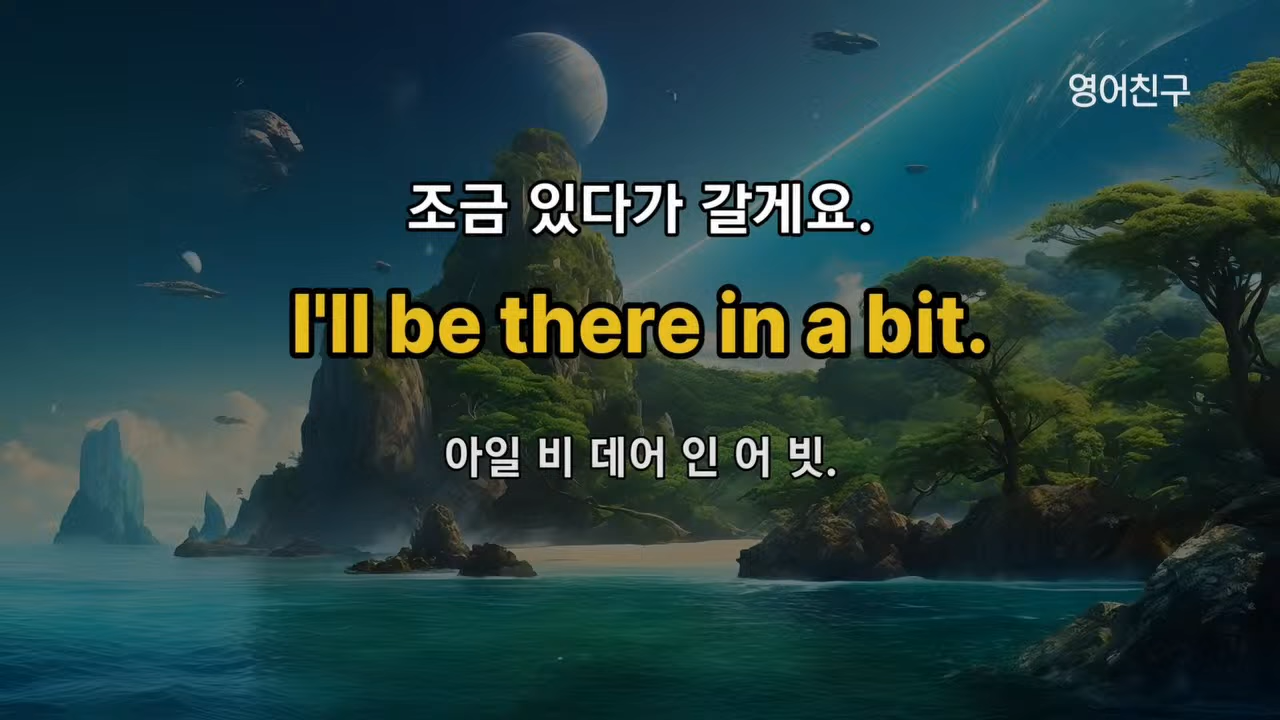 영어친구
조금 있다가 갈게요.
I'll be there in a bit.
아일 비 데어 인 어 빗.